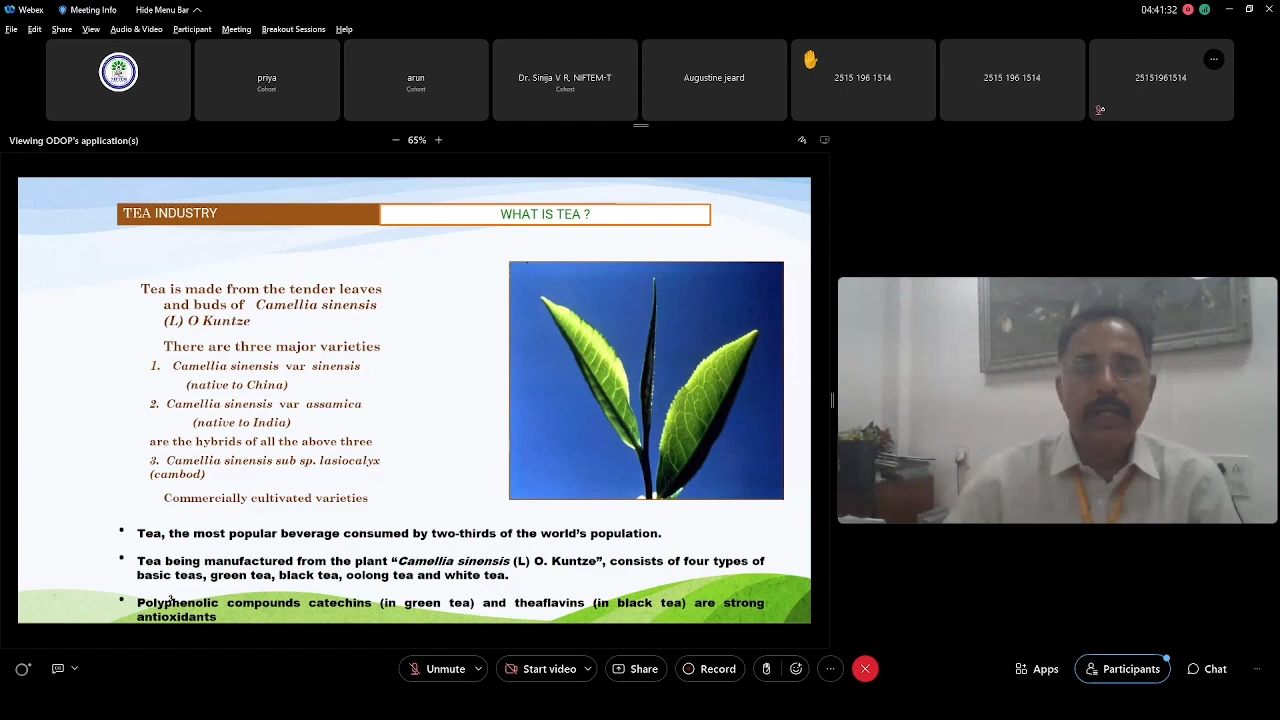 Webex
Meeting Info
Hide Menu Bar
04:41:32
File Edit Share View Audio & Video Participant Meeting Breakout Sessions Help
priya
Cohost
arun
Cohost
Dr. Sinija V R, NIFTEM-T
Cohost
Augustine jeard
2515 196 1514
2515 196 1514
25151961514
Viewing ODOP's application(s)
65%
TEA INDUSTRY
WHAT IS TEA ?
Tea is made from the tender leaves
and buds of Camellia sinensis
(L) O Kuntze
There are three major varieties
1. Camellia sinensis var sinensis
(native to China)
2. Camellia sinensis var assamica
(native to India)
are the hybrids of all the above three
3. Camellia sinensis sub sp. lasiocalyx
(cambod)
Commercially cultivated varieties
• Tea, the most popular beverage consumed by two-thirds of the world's population.
• Tea being manufactured from the plant "Camellia sinensis (L) O. Kuntze", consists of four types of
basic teas, green tea, black tea, oolong tea and white tea.
• Polyphenolic compounds catechins (in green tea) and theaflavins (in black tea) are strong
antioxidants
Unmute
Start video
Share
Record
Apps
Participants
Chat